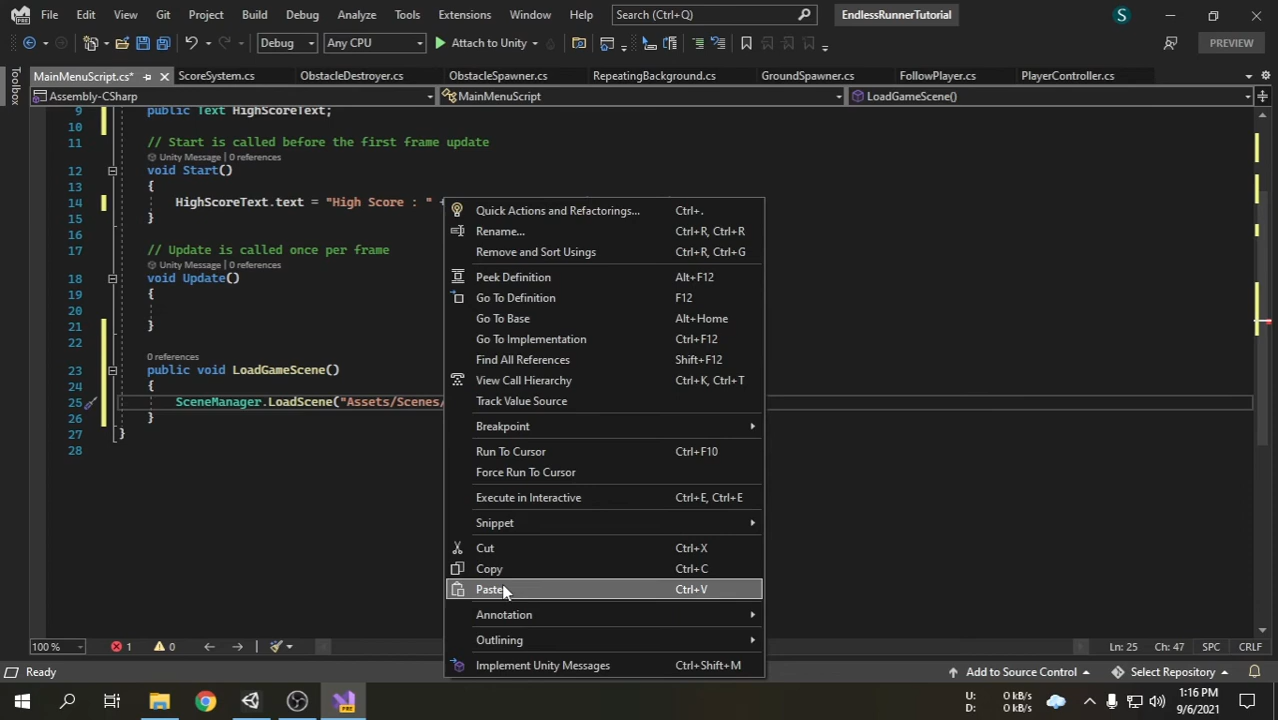 File Edit View Git Project Build Debug Test Analyze Tools Extensions Window Help Search (Ctrl+Q) EndlessRunnerTutorial S
Debug Any CPU Attach to Unity PREVIEW
MainMenuScript.cs* ScoreSystem.cs ObstacleDestroyer.cs ObstacleSpawner.cs RepeatingBackground.cs GroundSpawner.cs FollowPlayer.cs PlayerController.cs
Toolbox
Assembly-CSharp MainMenuScript LoadGameScene()
9 public Text HighScoreText;
10
11 // Start is called before the first frame update
Unity Message | 0 references
12 void Start()
13 {
14 HighScoreText.text = "High Score : " +
15 }
16
17 // Update is called once per frame
Unity Message | 0 references
18 void Update()
19 {
20
21 }
22
0 references
23 public void LoadGameScene()
24 {
25 SceneManager.LoadScene("Assets/Scenes/
26 }
27 }
28
Quick Actions and Refactorings... Ctrl+.
Rename... Ctrl+R, Ctrl+R
Remove and Sort Usings Ctrl+R, Ctrl+G
Peek Definition Alt+F12
Go To Definition F12
Go To Base Alt+Home
Go To Implementation Ctrl+F12
Find All References Shift+F12
View Call Hierarchy Ctrl+K, Ctrl+T
Track Value Source
Breakpoint
Run To Cursor Ctrl+F10
Force Run To Cursor
Execute in Interactive Ctrl+E, Ctrl+E
Snippet
Cut Ctrl+X
Copy Ctrl+C
Paste Ctrl+V
Annotation
Outlining
Implement Unity Messages Ctrl+Shift+M
100 % 1 0 Ln: 25 Ch: 47 SPC CRLF
Ready Add to Source Control Select Repository
U: 0 kB/s
D: 0 kB/s
1:16 PM
9/6/2021
PRE